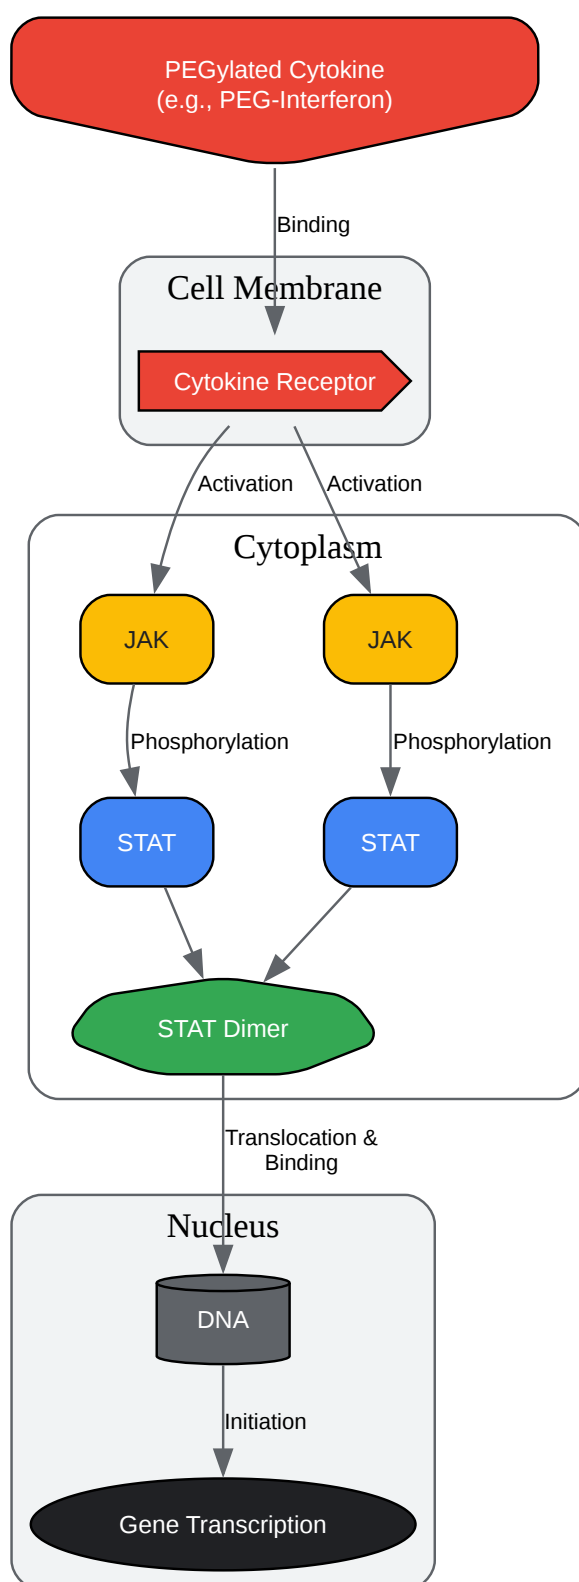 PEGylated Cytokine
(e.g., PEG-Interferon)
Binding
Cell Membrane
Cytokine Receptor
Activation
Activation
Cytoplasm
JAK
JAK
Phosphorylation
Phosphorylation
STAT
STAT
STAT Dimer
Translocation &
Binding
Nucleus
DNA
Initiation
Gene Transcription